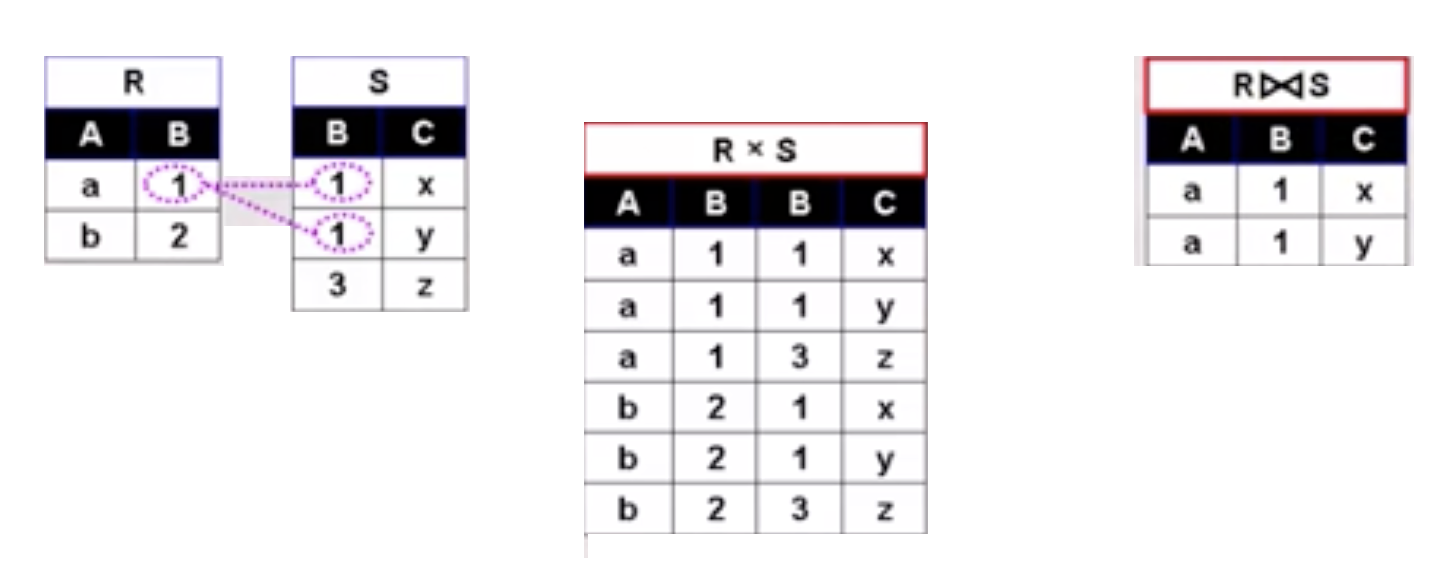 R
A B
a 1
b 2
S
B C
1 x
1 y
3 z
R × S
A B B C
a 1 1 x
a 1 1 y
a 1 3 z
b 2 1 x
b 2 1 y
b 2 3 z
R⋈S
A B C
a 1 x
a 1 y